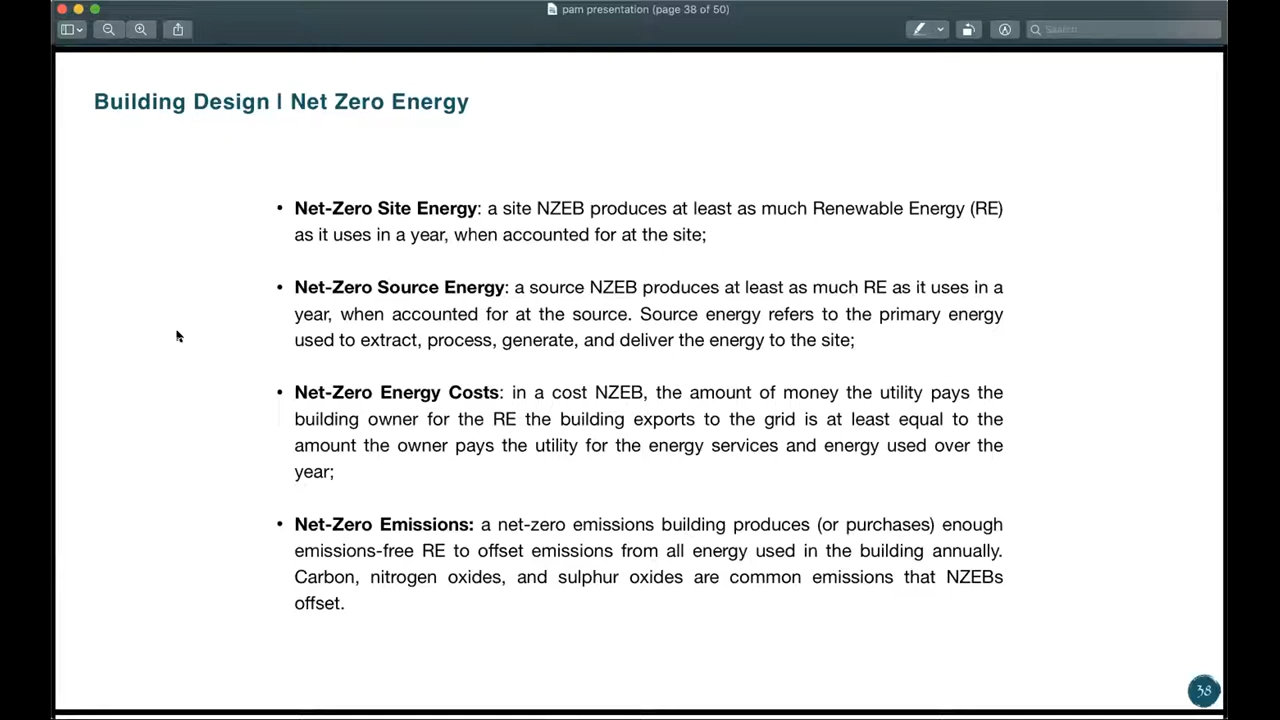 pam presentation (page 38 of 50)
Search
Building Design | Net Zero Energy
• Net-Zero Site Energy: a site NZEB produces at least as much Renewable Energy (RE)
as it uses in a year, when accounted for at the site;
• Net-Zero Source Energy: a source NZEB produces at least as much RE as it uses in a
year, when accounted for at the source. Source energy refers to the primary energy
used to extract, process, generate, and deliver the energy to the site;
• Net-Zero Energy Costs: in a cost NZEB, the amount of money the utility pays the
building owner for the RE the building exports to the grid is at least equal to the
amount the owner pays the utility for the energy services and energy used over the
year;
• Net-Zero Emissions: a net-zero emissions building produces (or purchases) enough
emissions-free RE to offset emissions from all energy used in the building annually.
Carbon, nitrogen oxides, and sulphur oxides are common emissions that NZEBs
offset.
38